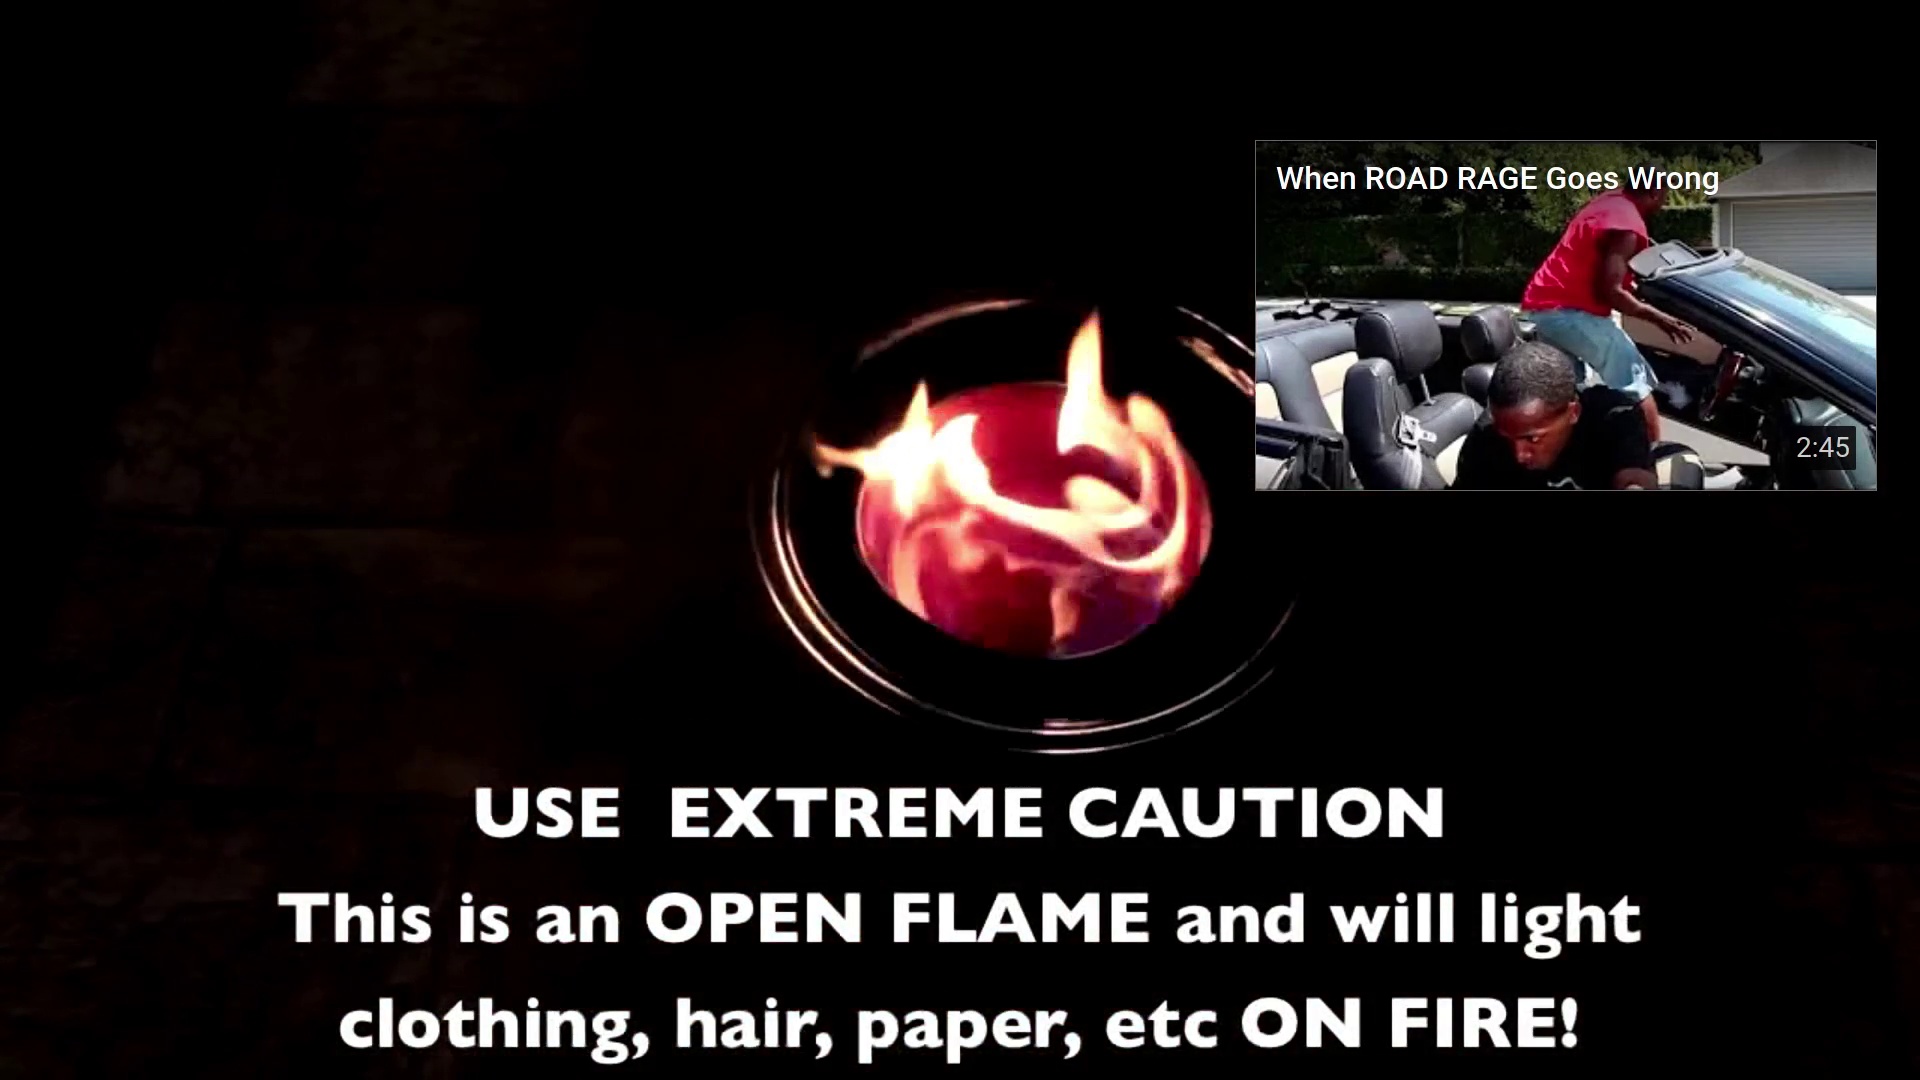 When ROAD RAGE Goes Wrong
2:45
USE EXTREME CAUTION
This is an OPEN FLAME and will light
clothing, hair, paper, etc ON FIRE!